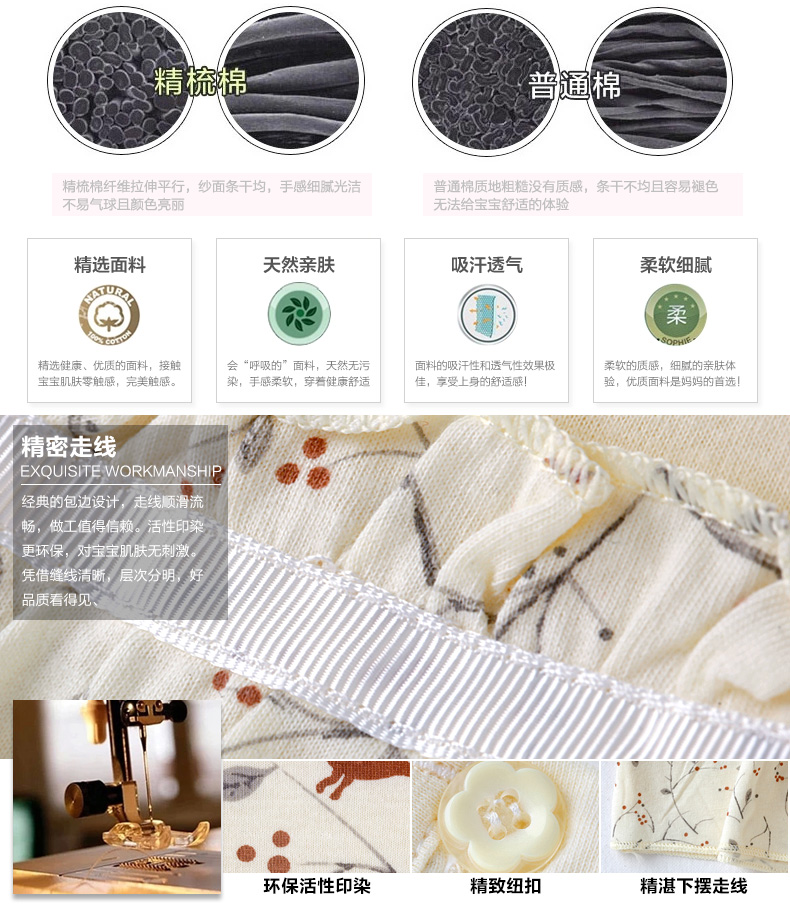 精梳棉
普通棉
精梳棉纤维拉伸平行，纱面条干均，手感细腻光洁
不易气球且颜色亮丽
普通棉质地粗糙没有质感，条干不均且容易褪色
无法给宝宝舒适的体验
精选面料
天然亲肤
吸汗透气
柔软细腻
NATURAL
100% COTTON
柔
SOPHIE
精选健康、优质的面料，接触
宝宝肌肤零触感，完美触感。
会“呼吸的”面料，天然无污
染，手感柔软，穿着健康舒适
面料的吸汗性和透气性效果极
佳，享受上身的舒适感！
柔软的质感，细腻的亲肤体
验，优质面料是妈妈的首选！
精密走线
EXQUISITE WORKMANSHIP
经典的包边设计，走线顺滑流
畅，做工值得信赖。活性印染
更环保，对宝宝肌肤无刺激。
凭借缝线清晰，层次分明，好
品质看得见、
环保活性印染
精致纽扣
精湛下摆走线